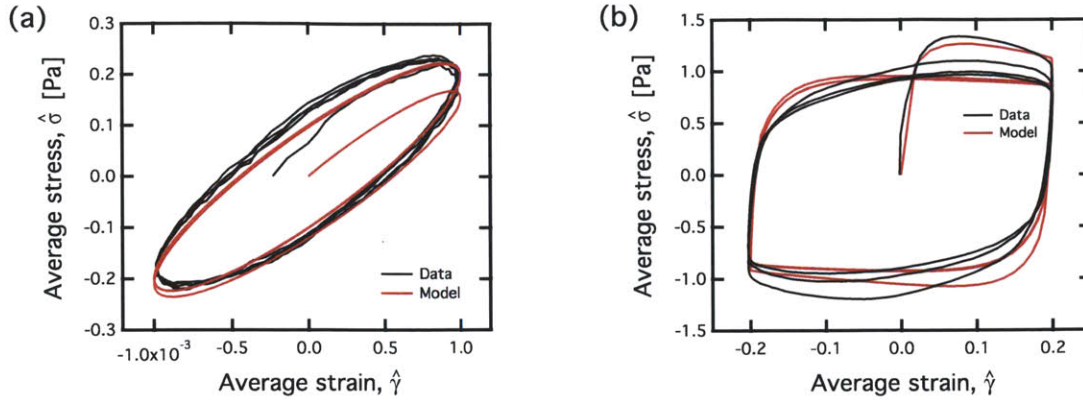 (a)
0.3
0.2
0.1
0.0
-0.1
-0.2
-0.3
Average stress, σ̂ [Pa]
Data
Model
-1.0x10⁻³
-0.5
0.0
0.5
1.0
Average strain, γ̂
(b)
1.5
1.0
0.5
0.0
-0.5
-1.0
-1.5
Average stress, σ̂ [Pa]
Data
Model
-0.2
-0.1
0.0
0.1
0.2
Average strain, γ̂